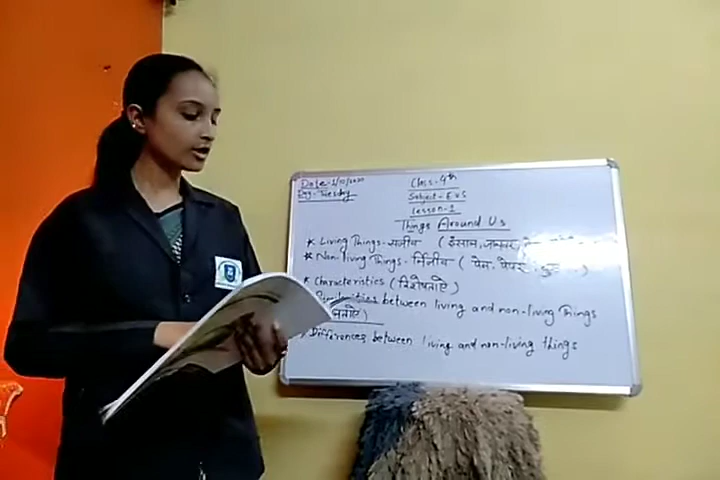 Date-1/12/2020
Day-Tuesday
Class-4th
Subject-EVS
Lesson-1
Things Around Us
* Living Things-सजीव (इंसान, जानवर,
* Non-living Things-निर्जीव (पेन, पेपर,
* Characteristics (विशेषताऐं)
between living and non-living Things
Differences between living and non-living things